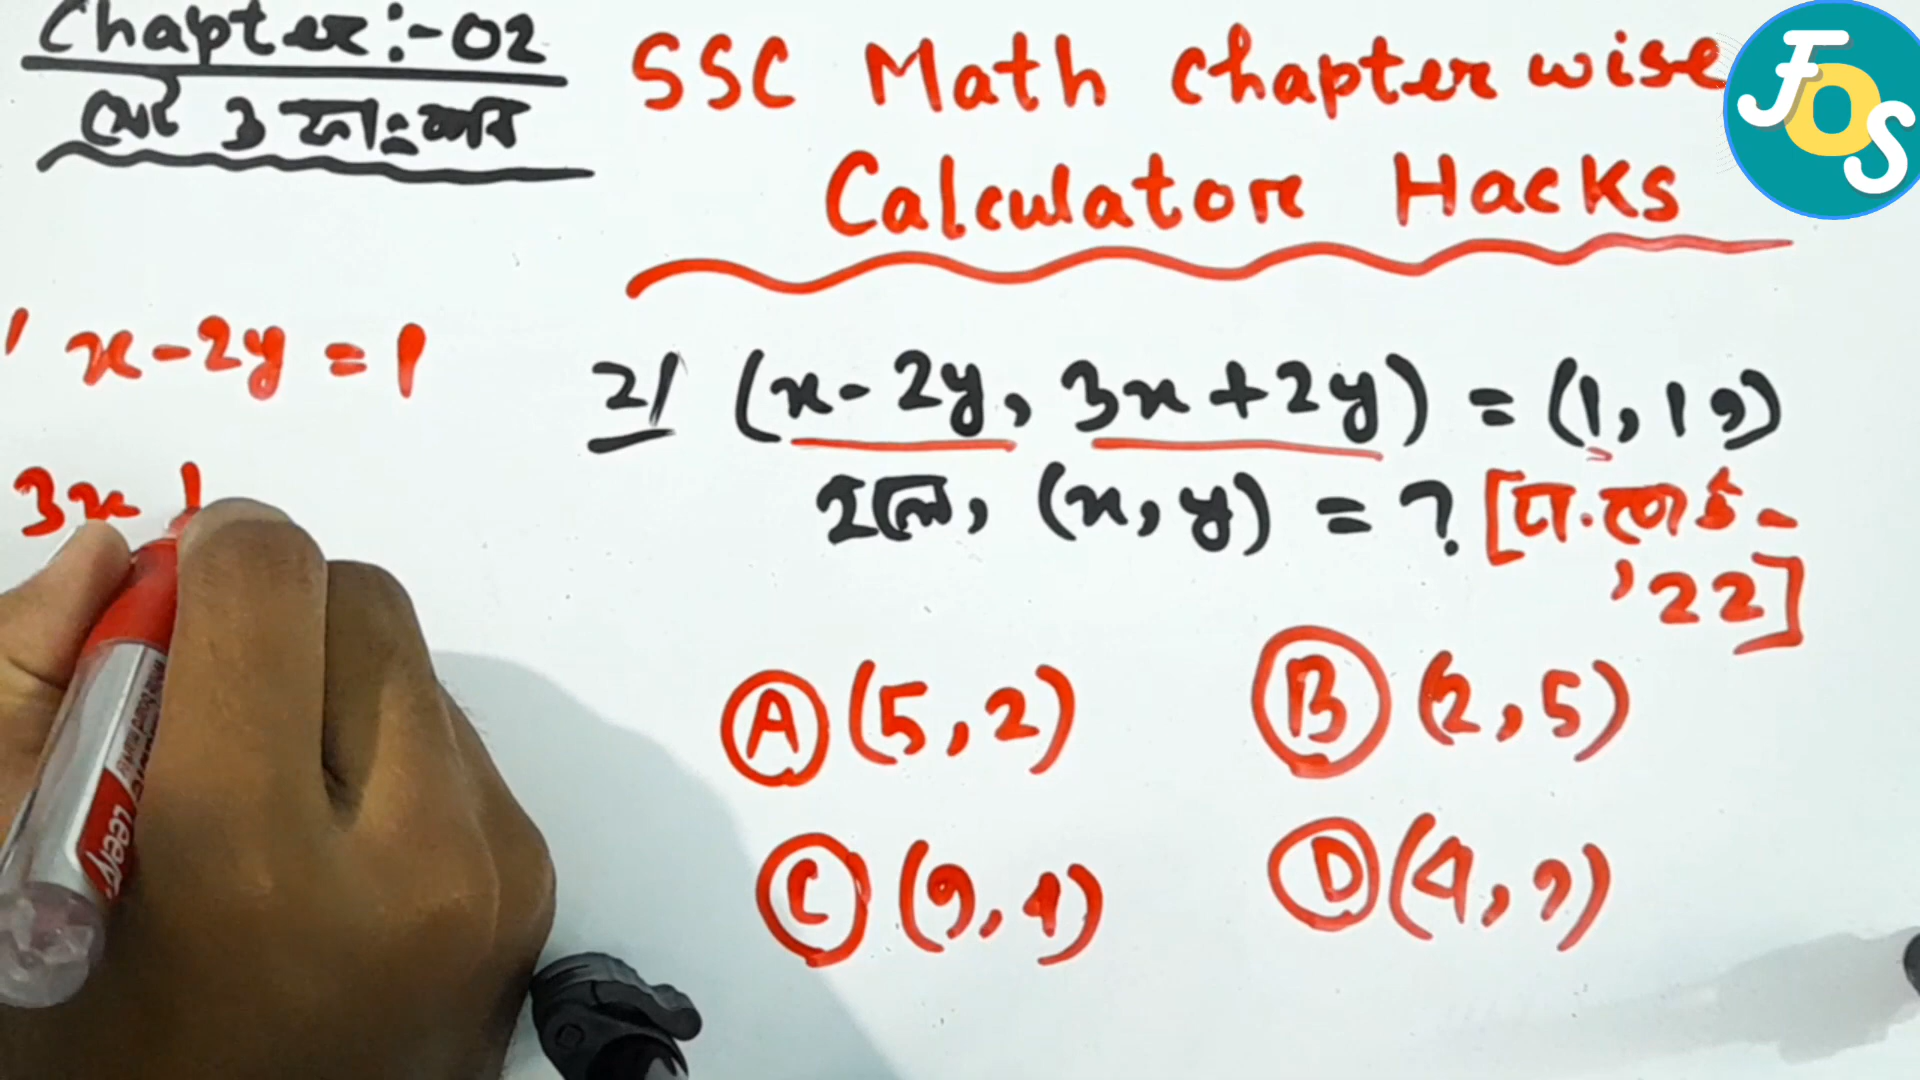 Chapter:-02
সেট ও ফাংশন
SSC Math chapter wise
Calculator Hacks
FOS
x-2y = 1
3x
2/ (x-2y, 3x+2y) = (1, 19)
হলে, (x, y) = ? [ঢা.বোর্ড-
'22]
A (5, 2)
B (2, 5)
C (9, 4)
D (4, 9)
Leery